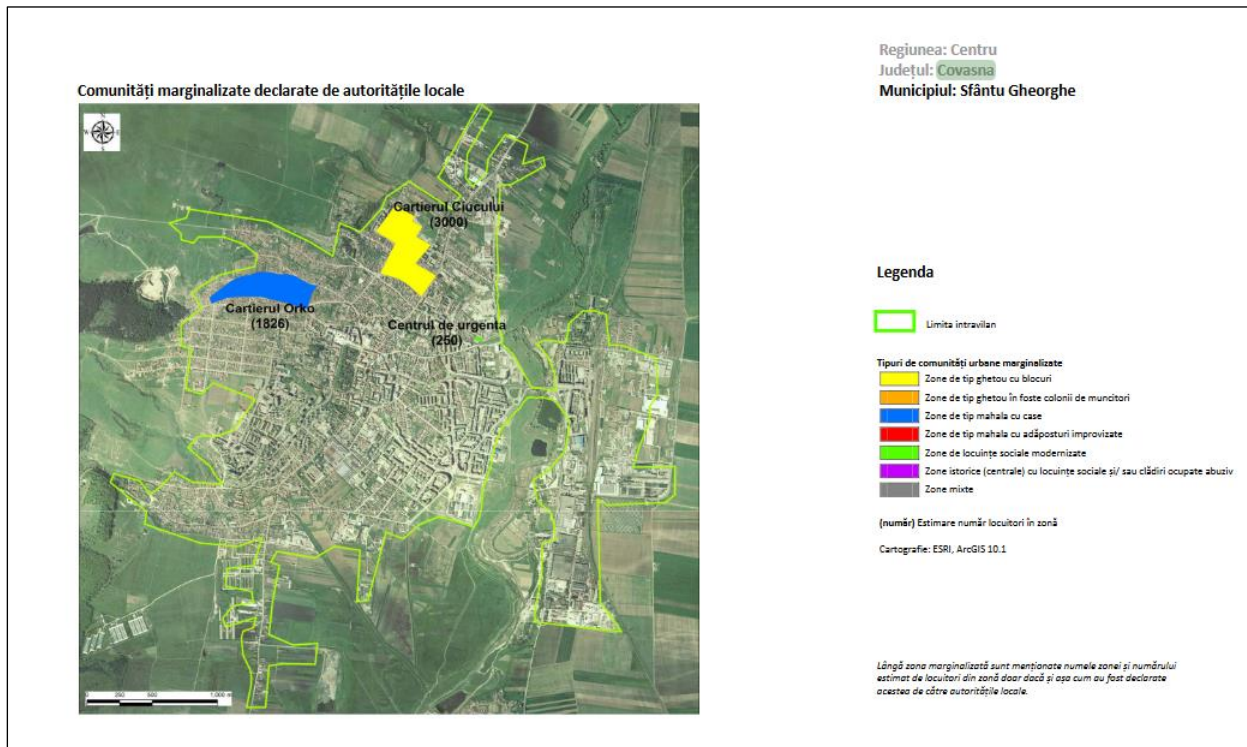 Regiunea: Centru
Județul: Covasna
Municipiul: Sfântu Gheorghe
Comunități marginalizate declarate de autoritățile locale
N
W
E
S
Cartierul Ciucului
(3000)
Cartierul Orko
(1826)
Centrul de urgenta
(250)
0 250 500 1,000 m
Legenda
Limita intravilan
Tipuri de comunități urbane marginalizate
Zone de tip ghetou cu blocuri
Zone de tip ghetou în foste colonii de muncitori
Zone de tip mahala cu case
Zone de tip mahala cu adăposturi improvizate
Zone de locuințe sociale modernizate
Zone istorice (centrale) cu locuințe sociale și/ sau clădiri ocupate abuziv
Zone mixte
(număr) Estimare număr locuitori în zonă
Cartografie: ESRI, ArcGIS 10.1
Lângă zona marginalizată sunt menționate numele zonei și numărului
estimat de locuitori din zonă doar dacă și așa cum au fost declarate
acestea de către autoritățile locale.